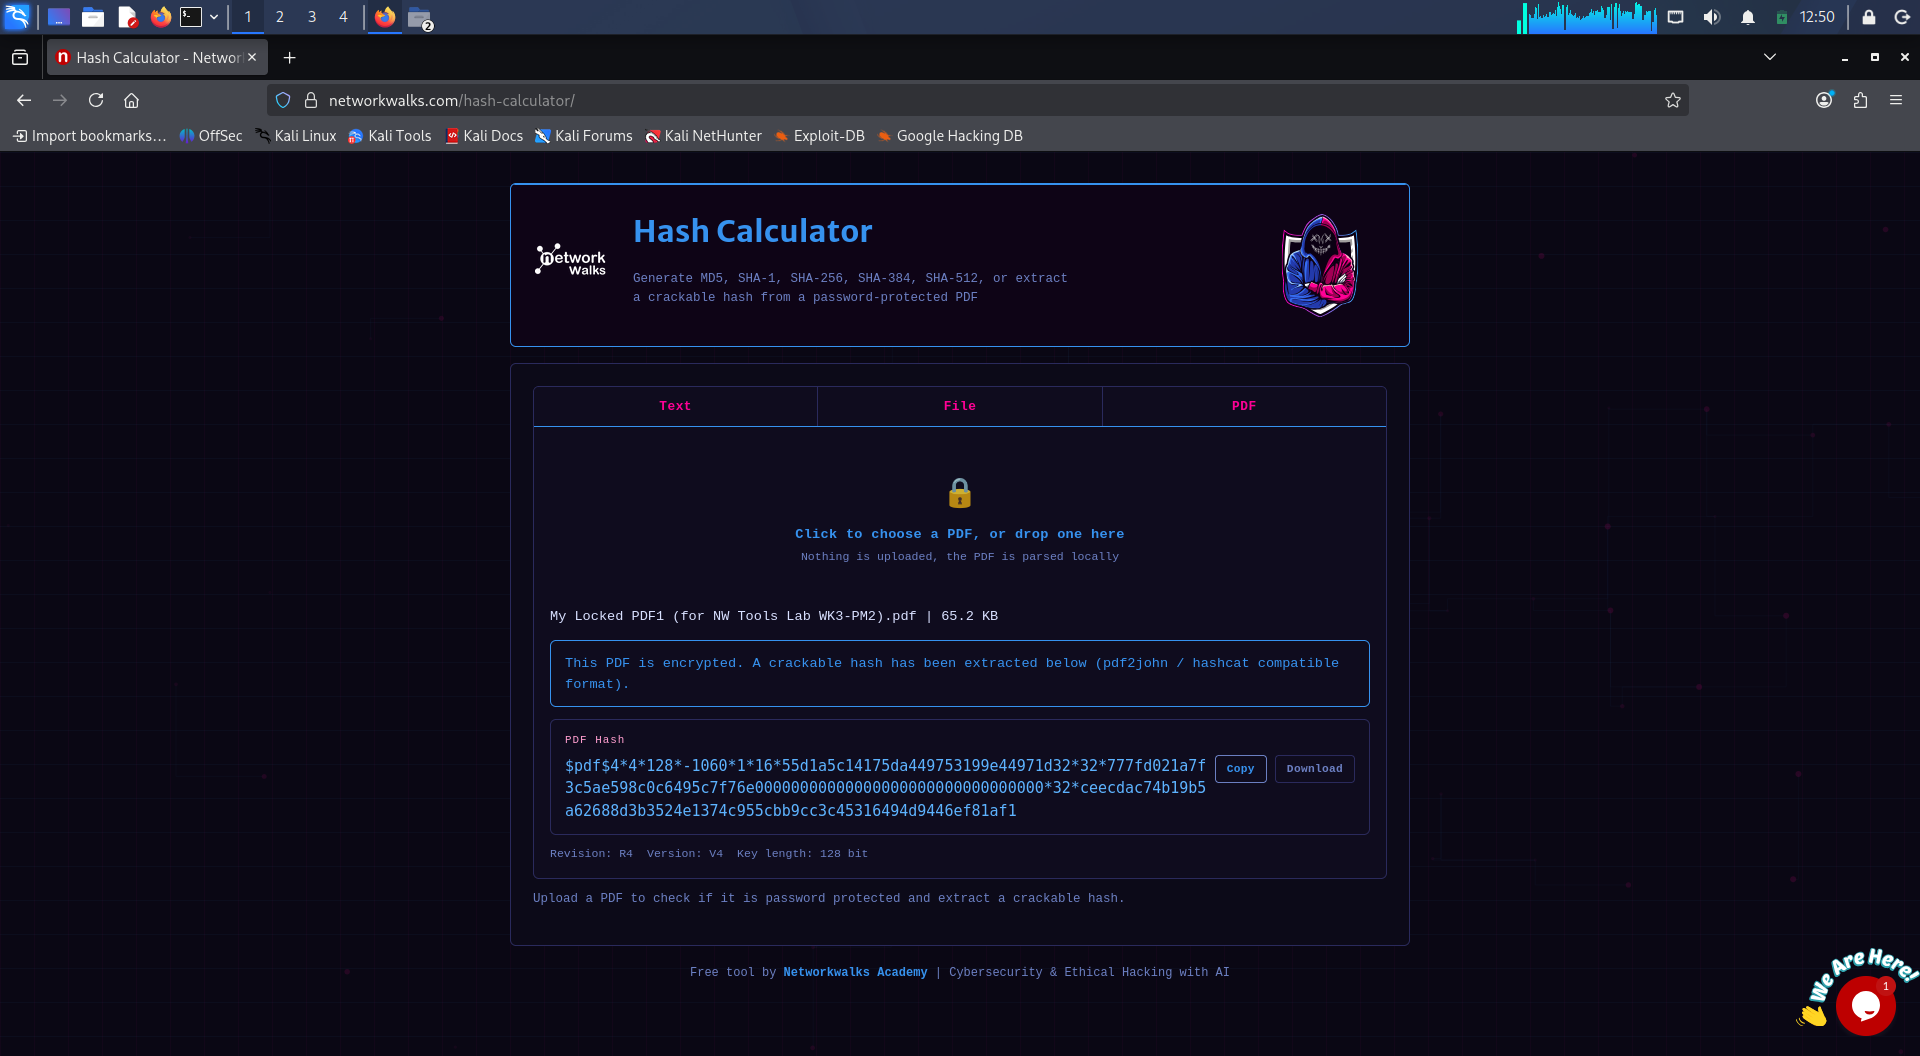 1 2 3 4
2
12:50
Hash Calculator - Networ
networkwalks.com/hash-calculator/
Import bookmarks... OffSec Kali Linux Kali Tools Kali Docs Kali Forums Kali NetHunter Exploit-DB Google Hacking DB
network
Walks
Hash Calculator
Generate MD5, SHA-1, SHA-256, SHA-384, SHA-512, or extract
a crackable hash from a password-protected PDF
Text File PDF
Click to choose a PDF, or drop one here
Nothing is uploaded, the PDF is parsed locally
My Locked PDF1 (for NW Tools Lab WK3-PM2).pdf | 65.2 KB
This PDF is encrypted. A crackable hash has been extracted below (pdf2john / hashcat compatible
format).
PDF Hash
$pdf$4*4*128*-1060*1*16*55d1a5c14175da449753199e44971d32*32*777fd021a7f
3c5ae598c0c6495c7f76e00000000000000000000000000000000*32*ceecdac74b19b5
a62688d3b3524e1374c955cbb9cc3c45316494d9446ef81af1
Copy Download
Revision: R4 Version: V4 Key length: 128 bit
Upload a PDF to check if it is password protected and extract a crackable hash.
Free tool by Networkwalks Academy | Cybersecurity & Ethical Hacking with AI
We Are Here!
1